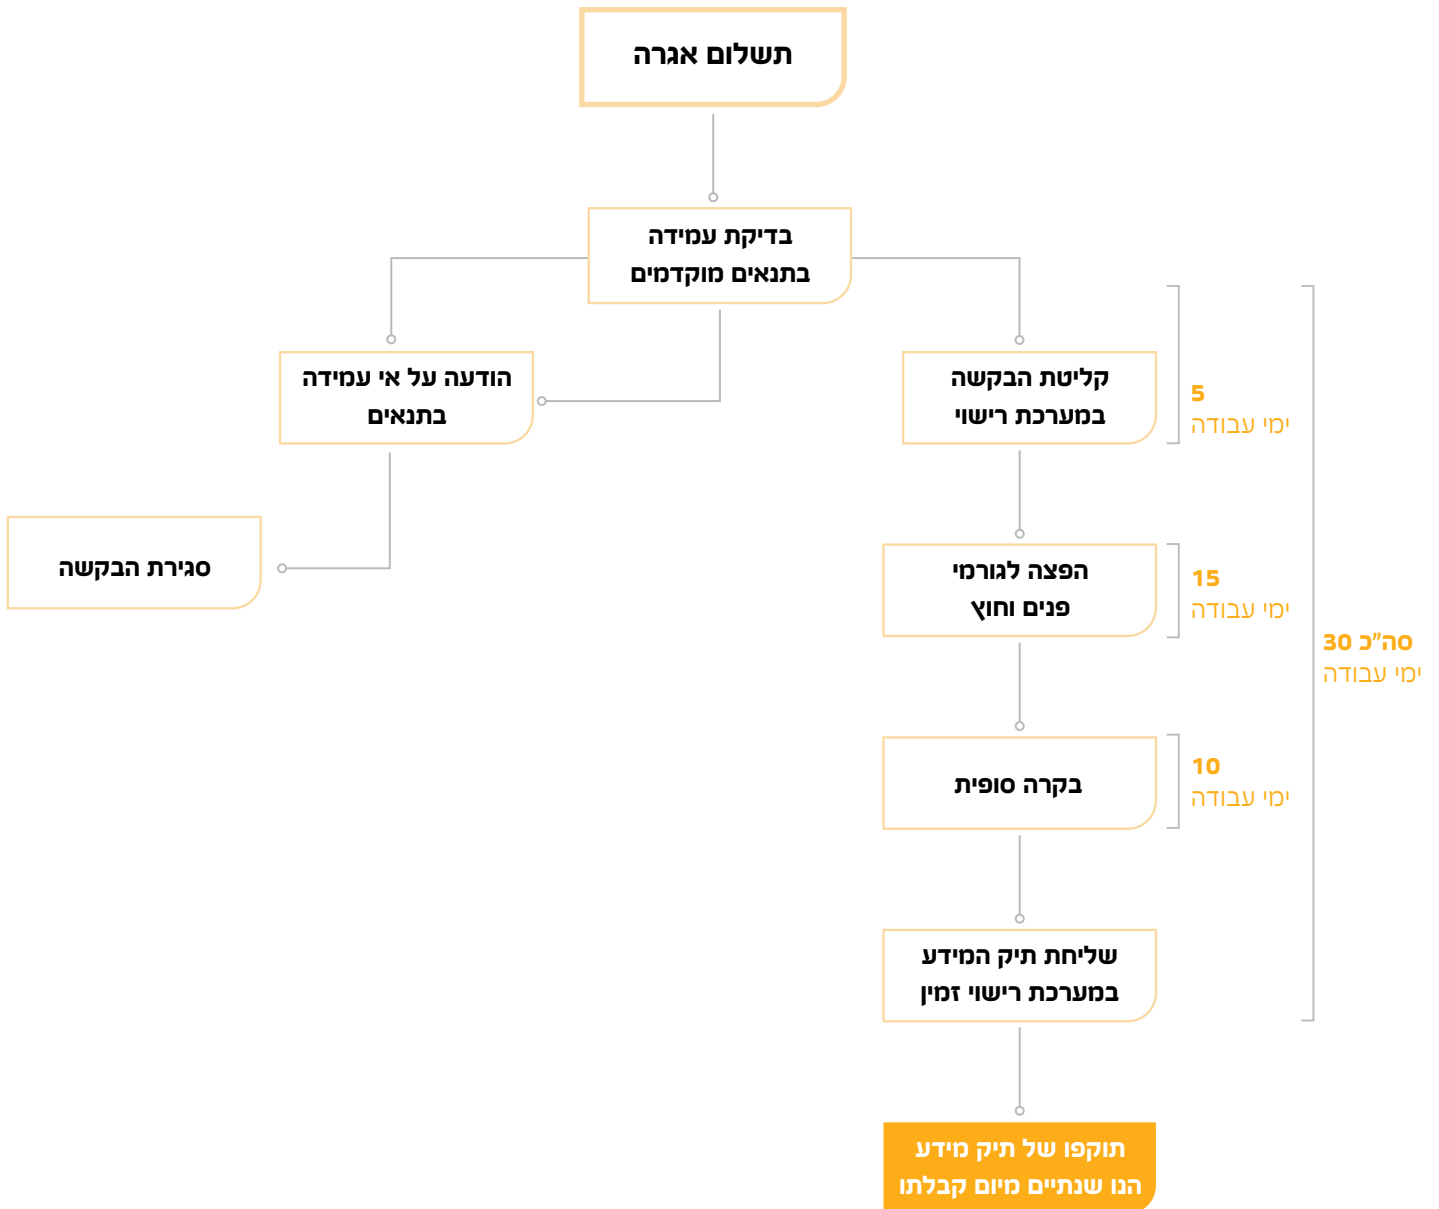 תשלום אגרה
בדיקת עמידה
בתנאים מוקדמים
קליטת הבקשה
במערכת רישוי
5
ימי עבודה
הודעה על אי עמידה
בתנאים
סגירת הבקשה
הפצה לגורמי
פנים וחוץ
15
ימי עבודה
סה"כ 30
ימי עבודה
בקרה סופית
10
ימי עבודה
שליחת תיק המידע
במערכת רישוי זמין
תוקפו של תיק מידע
הנו שנתיים מיום קבלתו